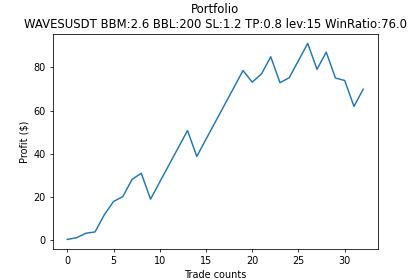 Portfolio
WAVESUSDT BBM:2.6 BBL:200 SL:1.2 TP:0.8 lev:15 WinRatio:76.0
80
60
40
20
0
Profit ($)
0 5 10 15 20 25 30
Trade counts